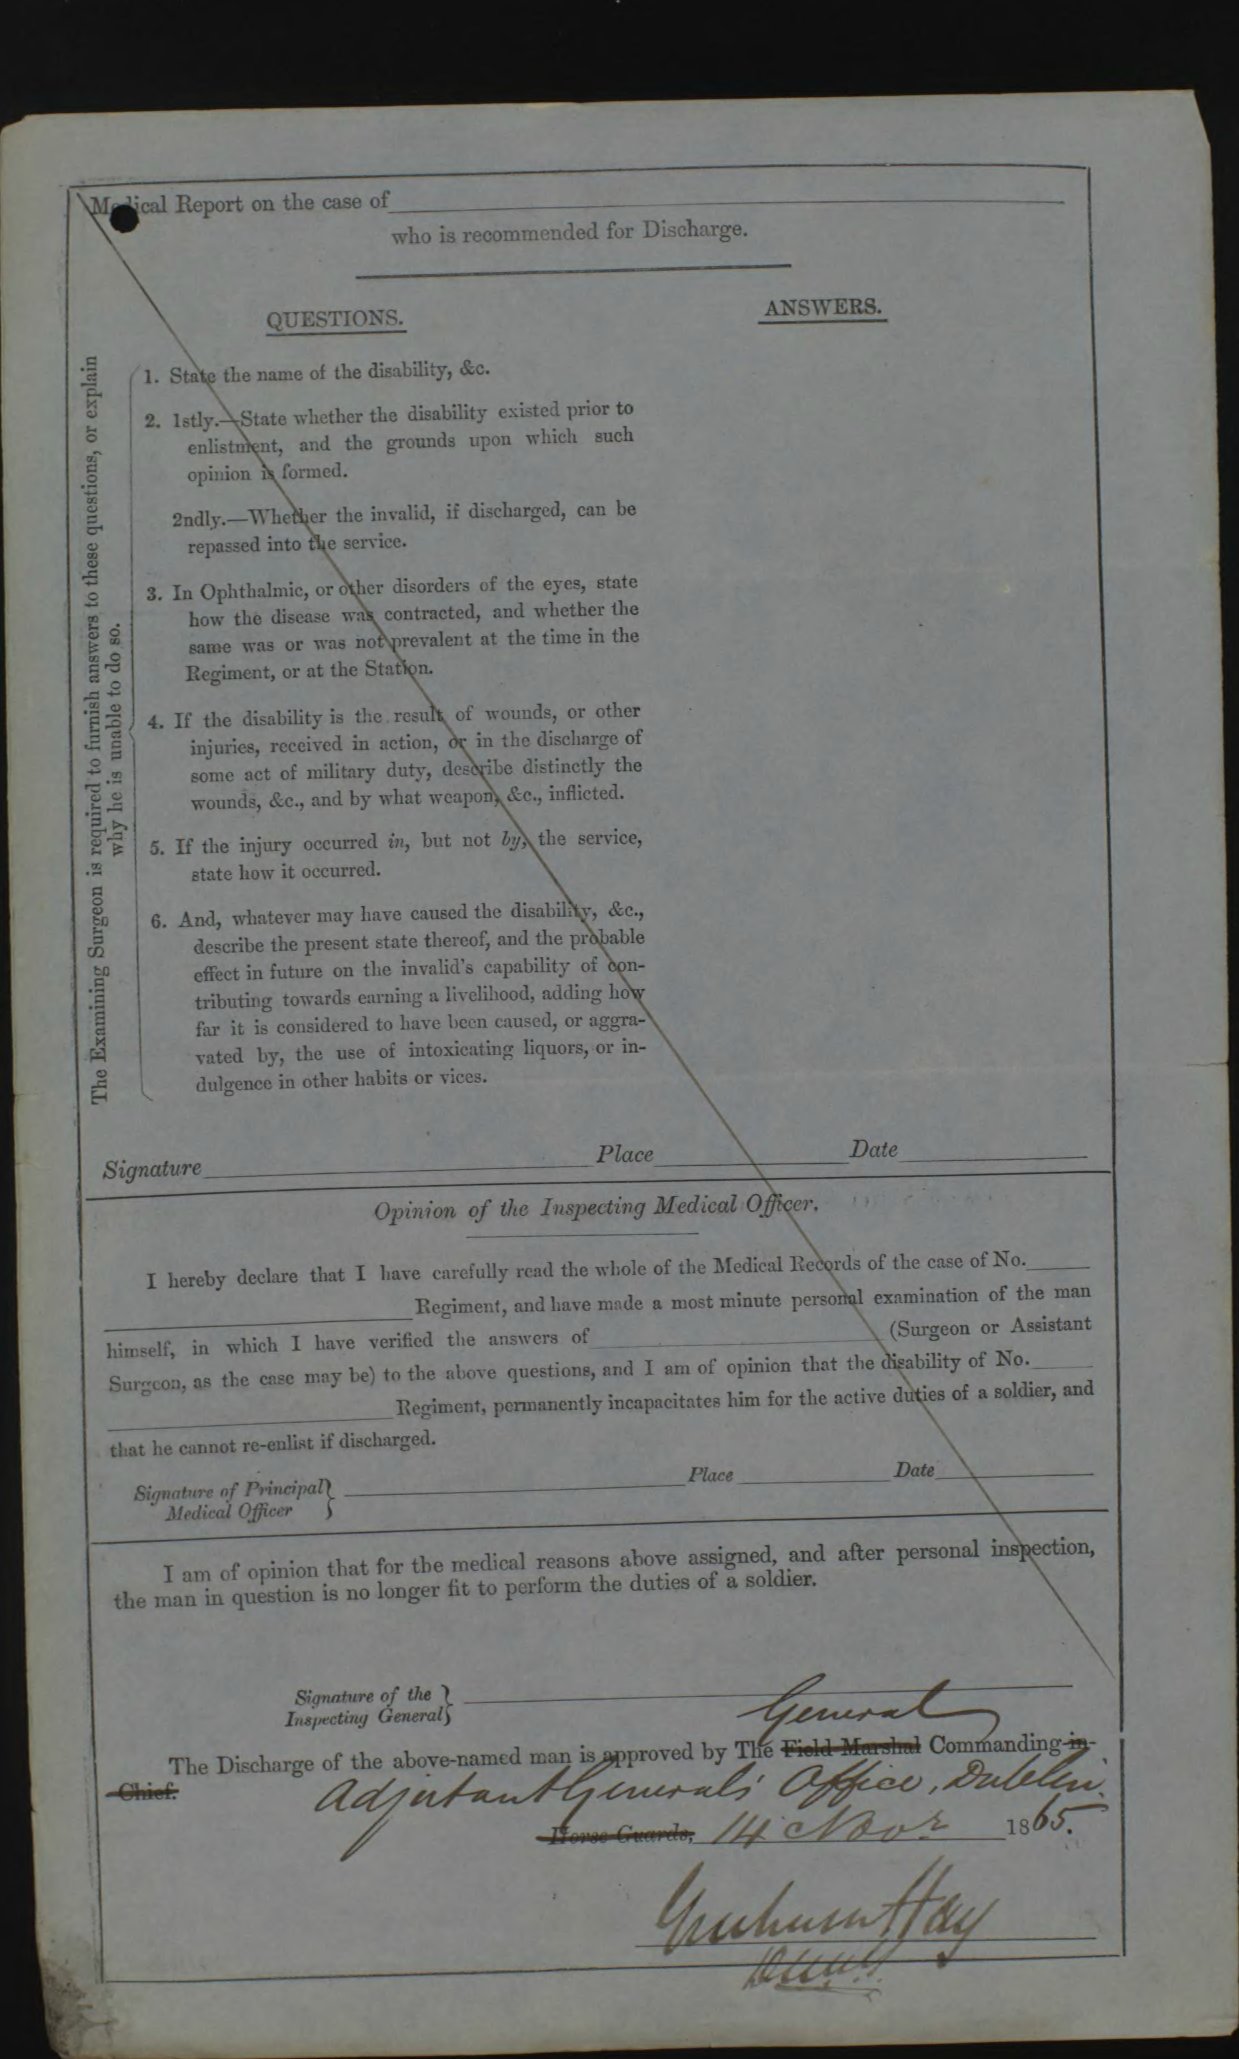 Medical Report on the case of
who is recommended for Discharge.
QUESTIONS.
ANSWERS.
The Examining Surgeon is required to furnish answers to these questions, or explain
why he is unable to do so.
1. State the name of the disability, &c.
2. 1stly.—State whether the disability existed prior to
enlistment, and the grounds upon which such
opinion is formed.
2ndly.—Whether the invalid, if discharged, can be
repassed into the service.
3. In Ophthalmic, or other disorders of the eyes, state
how the disease was contracted, and whether the
same was or was not prevalent at the time in the
Regiment, or at the Station.
4. If the disability is the result of wounds, or other
injuries, received in action, or in the discharge of
some act of military duty, describe distinctly the
wounds, &c., and by what weapon, &c., inflicted.
5. If the injury occurred in, but not by, the service,
state how it occurred.
6. And, whatever may have caused the disability, &c.,
describe the present state thereof, and the probable
effect in future on the invalid's capability of con-
tributing towards earning a livelihood, adding how
far it is considered to have been caused, or aggra-
vated by, the use of intoxicating liquors, or in-
dulgence in other habits or vices.
Signature Place Date
Opinion of the Inspecting Medical Officer.
I hereby declare that I have carefully read the whole of the Medical Records of the case of No.
Regiment, and have made a most minute personal examination of the man
himself, in which I have verified the answers of (Surgeon or Assistant
Surgeon, as the case may be) to the above questions, and I am of opinion that the disability of No.
Regiment, permanently incapacitates him for the active duties of a soldier, and
that he cannot re-enlist if discharged.
Signature of Principal Place Date
Medical Officer
I am of opinion that for the medical reasons above assigned, and after personal inspection,
the man in question is no longer fit to perform the duties of a soldier.
Signature of the
Inspecting General
General
The Discharge of the above-named man is approved by The Field Marshal Commanding-in-
Chief.
Adjutant Generals' Office, Dublin.
Horse Guards, 14 Novr 1865.
Hay